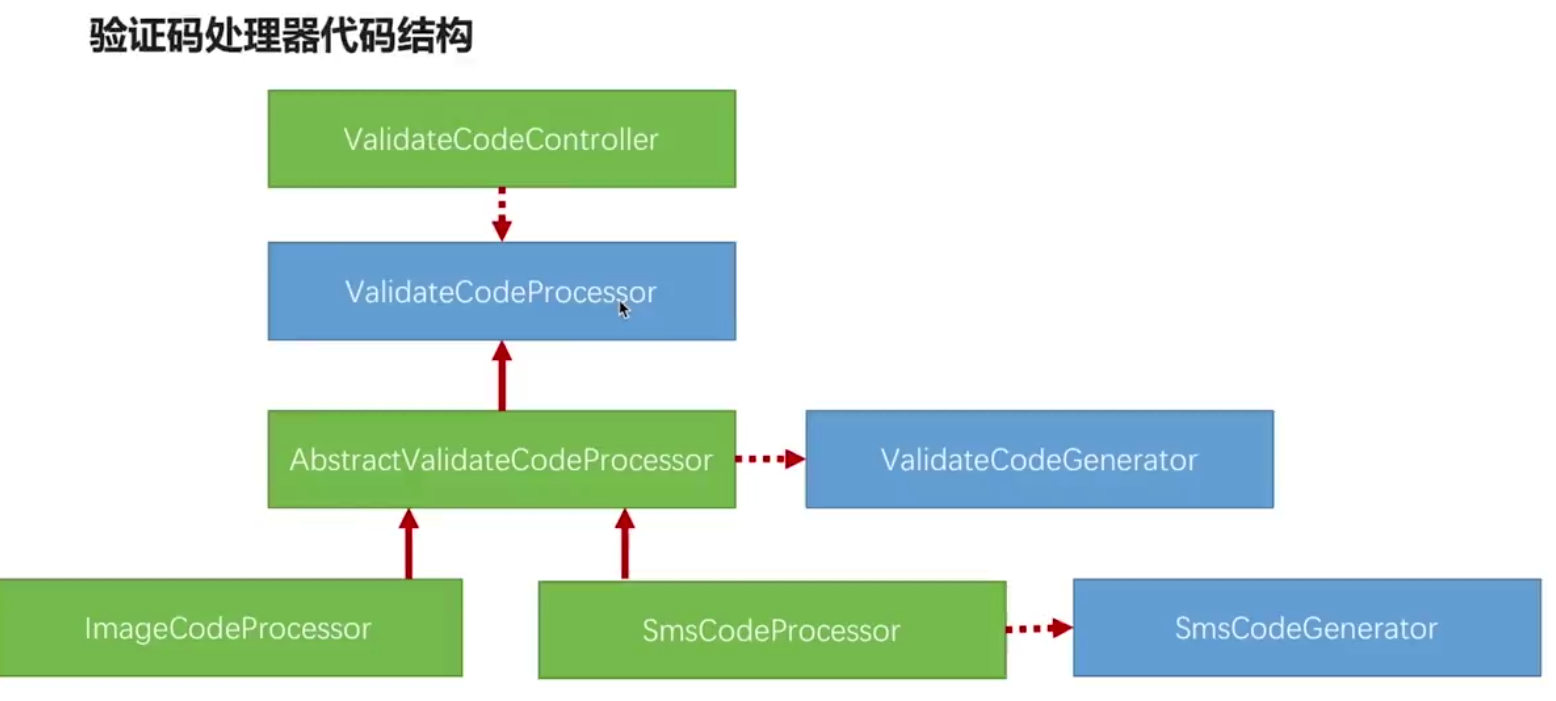 验证码处理器代码结构
ValidateCodeController
ValidateCodeProcessor
AbstractValidateCodeProcessor
ValidateCodeGenerator
ImageCodeProcessor
SmsCodeProcessor
SmsCodeGenerator